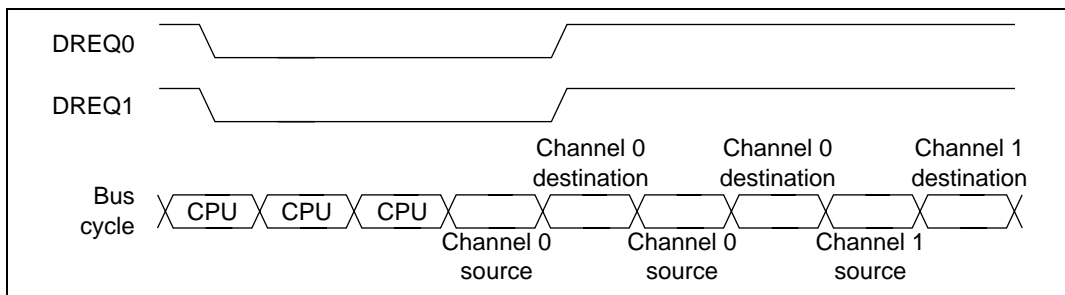 DREQ0
DREQ1
Channel 0
destination
Channel 0
destination
Channel 1
destination
Bus
cycle
CPU
CPU
CPU
Channel 0
source
Channel 0
source
Channel 1
source